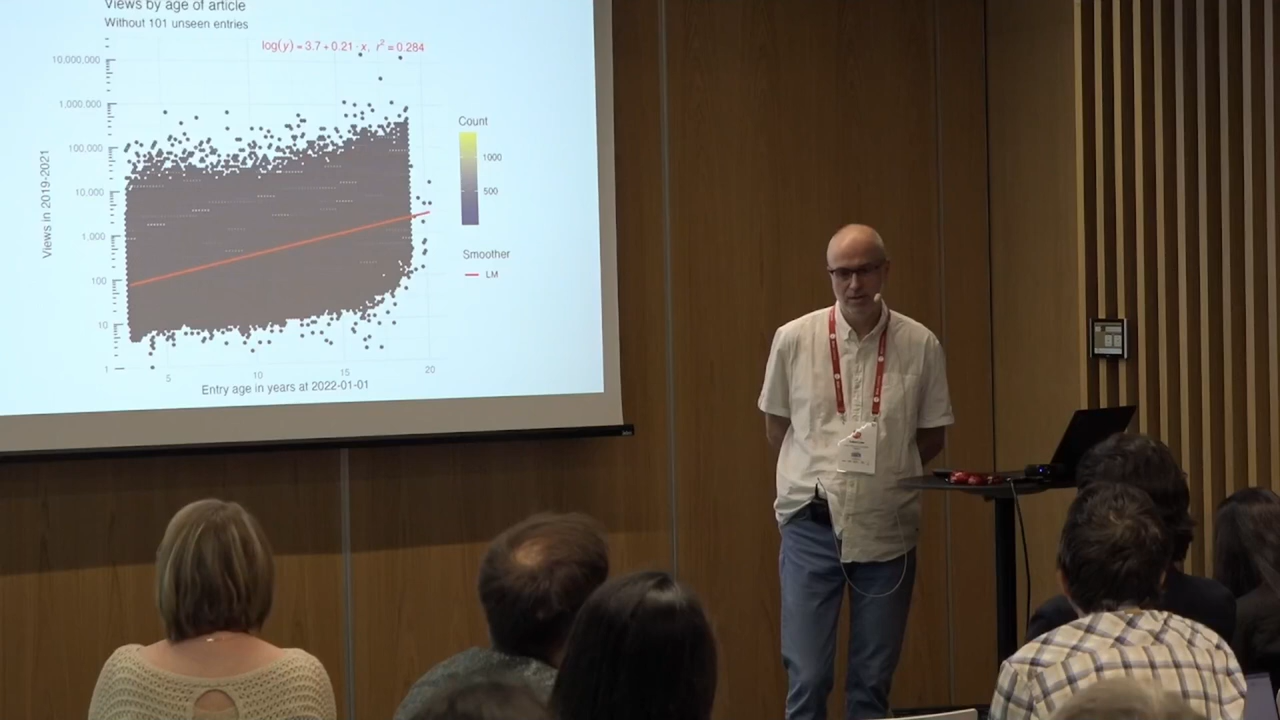 Views by age of article
Without 101 unseen entries
log(y) = 3.7 + 0.21 · x, r² = 0.284
10,000,000
1,000,000
100,000
10,000
1,000
100
10
1
Views in 2019-2021
5 10 15 20
Entry age in years at 2022-01-01
Count
1000
500
Smoother
LM